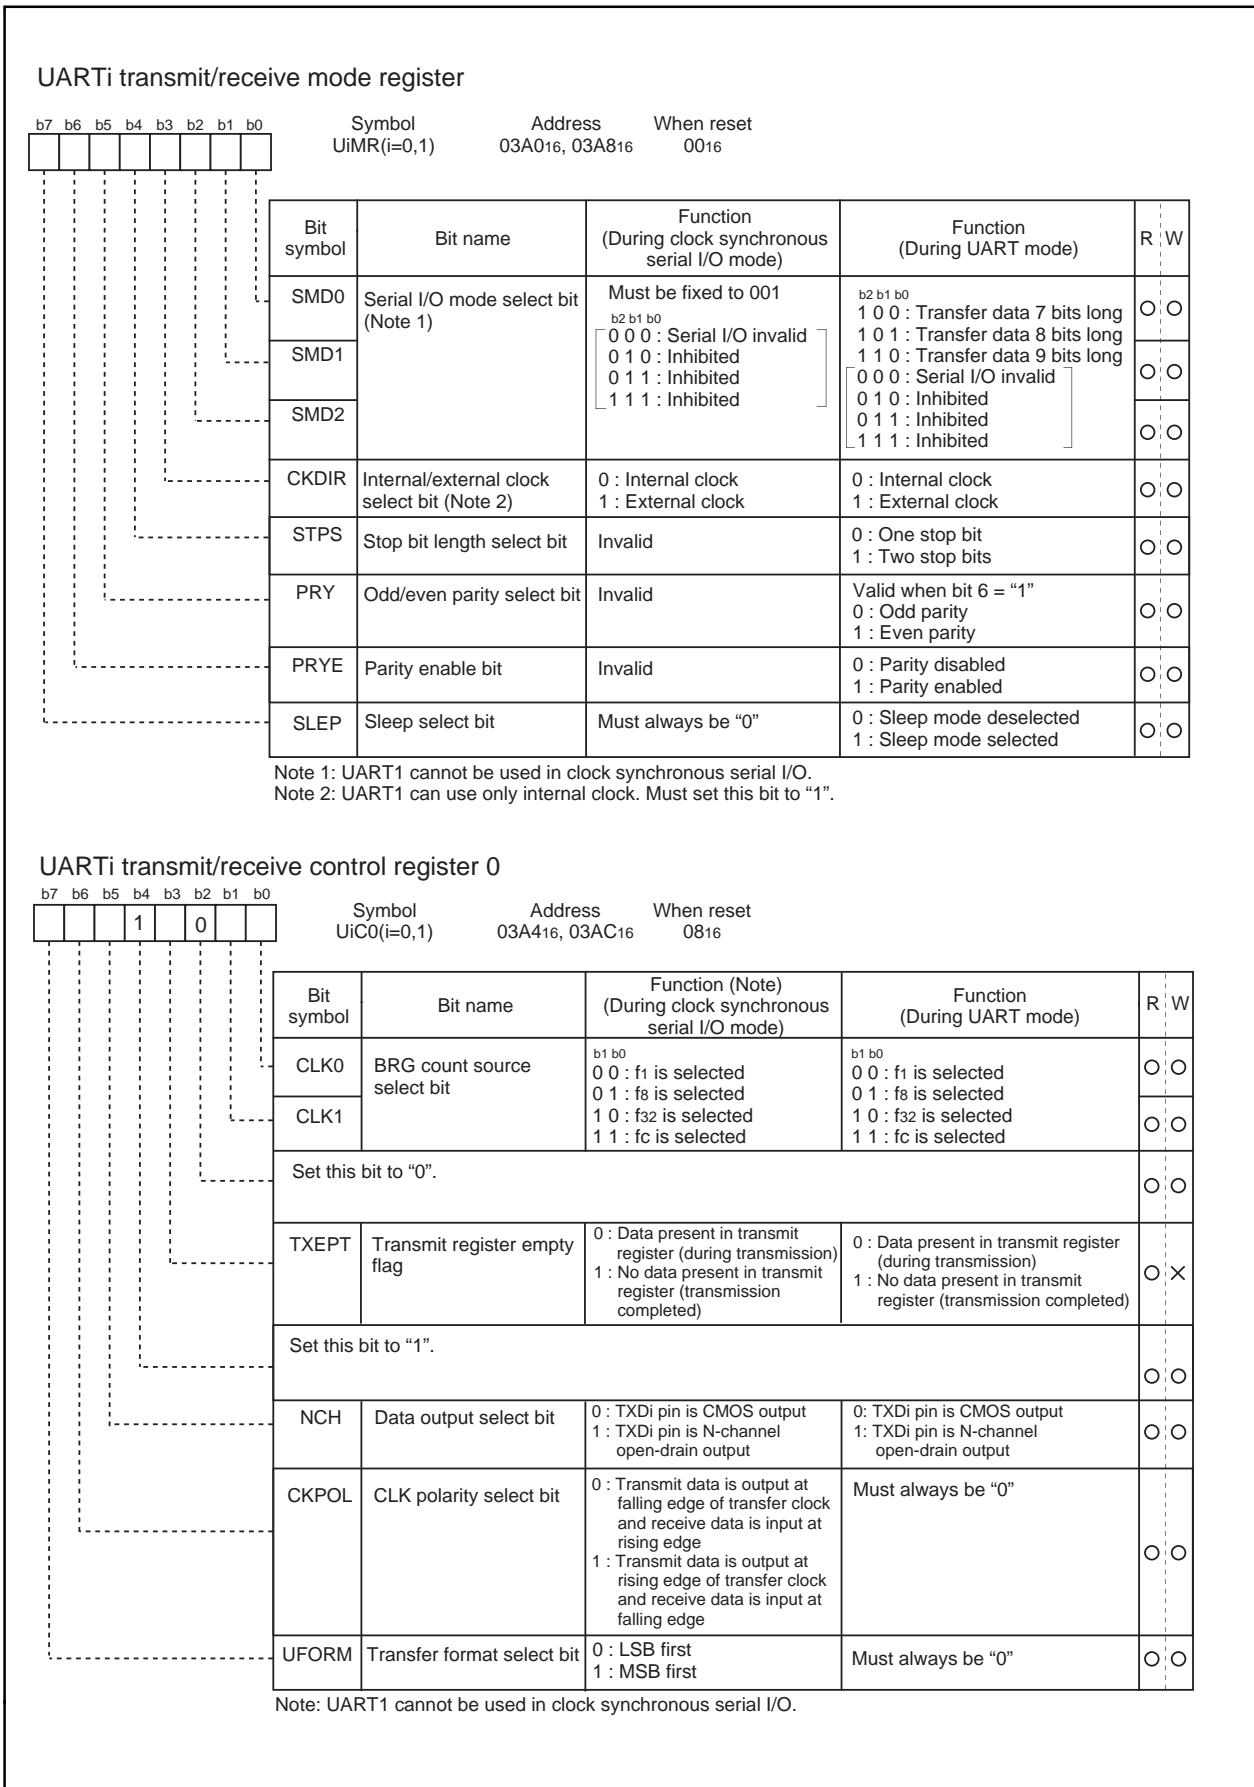 UARTi transmit/receive mode register
b7 b6 b5 b4 b3 b2 b1 b0
Symbol Address When reset
UiMR(i=0,1) 03A016, 03A816 0016
Bit symbol Bit name Function (During clock synchronous serial I/O mode) Function (During UART mode) R W
SMD0 Serial I/O mode select bit (Note 1)
SMD1
SMD2
Must be fixed to 001
b2 b1 b0
0 0 0 : Serial I/O invalid
0 1 0 : Inhibited
0 1 1 : Inhibited
1 1 1 : Inhibited
b2 b1 b0
1 0 0 : Transfer data 7 bits long
1 0 1 : Transfer data 8 bits long
1 1 0 : Transfer data 9 bits long
0 0 0 : Serial I/O invalid
0 1 0 : Inhibited
0 1 1 : Inhibited
1 1 1 : Inhibited
CKDIR Internal/external clock select bit (Note 2)
0 : Internal clock
1 : External clock
0 : Internal clock
1 : External clock
STPS Stop bit length select bit Invalid
0 : One stop bit
1 : Two stop bits
PRY Odd/even parity select bit Invalid
Valid when bit 6 = “1”
0 : Odd parity
1 : Even parity
PRYE Parity enable bit Invalid
0 : Parity disabled
1 : Parity enabled
SLEP Sleep select bit Must always be “0”
0 : Sleep mode deselected
1 : Sleep mode selected
Note 1: UART1 cannot be used in clock synchronous serial I/O.
Note 2: UART1 can use only internal clock. Must set this bit to “1”.
UARTi transmit/receive control register 0
b7 b6 b5 b4 b3 b2 b1 b0
1 0
Symbol Address When reset
UiC0(i=0,1) 03A416, 03AC16 0816
Bit symbol Bit name Function (Note) (During clock synchronous serial I/O mode) Function (During UART mode) R W
CLK0 BRG count source select bit
CLK1
b1 b0
0 0 : f1 is selected
0 1 : f8 is selected
1 0 : f32 is selected
1 1 : fc is selected
b1 b0
0 0 : f1 is selected
0 1 : f8 is selected
1 0 : f32 is selected
1 1 : fc is selected
Set this bit to “0”.
TXEPT Transmit register empty flag
0 : Data present in transmit
register (during transmission)
1 : No data present in transmit
register (transmission
completed)
0 : Data present in transmit register
(during transmission)
1 : No data present in transmit
register (transmission completed)
Set this bit to “1”.
NCH Data output select bit
0 : TXDi pin is CMOS output
1 : TXDi pin is N-channel
open-drain output
0: TXDi pin is CMOS output
1: TXDi pin is N-channel
open-drain output
CKPOL CLK polarity select bit
0 : Transmit data is output at
falling edge of transfer clock
and receive data is input at
rising edge
1 : Transmit data is output at
rising edge of transfer clock
and receive data is input at
falling edge
Must always be “0”
UFORM Transfer format select bit
0 : LSB first
1 : MSB first
Must always be “0”
Note: UART1 cannot be used in clock synchronous serial I/O.